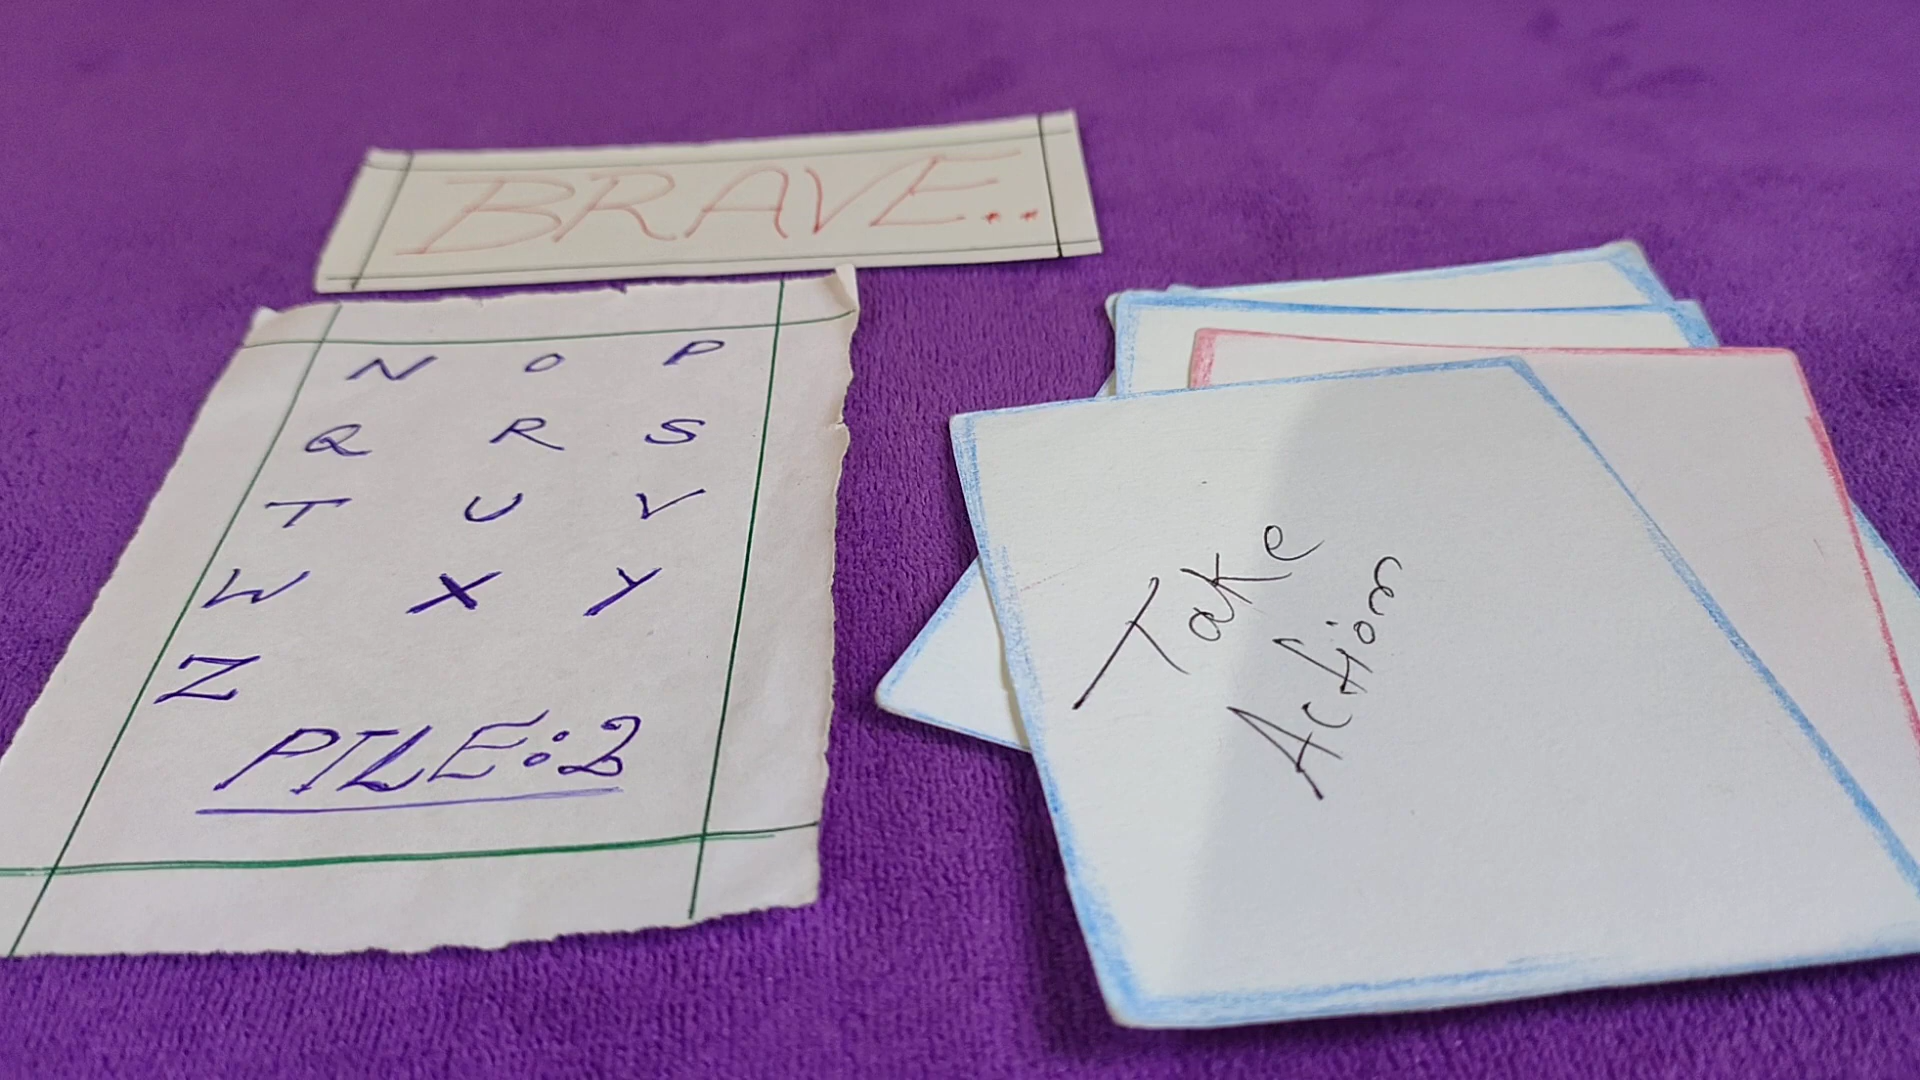 BRAVE..
N O P
Q R S
T U V
W X Y
Z
PILE:2
Take
Action